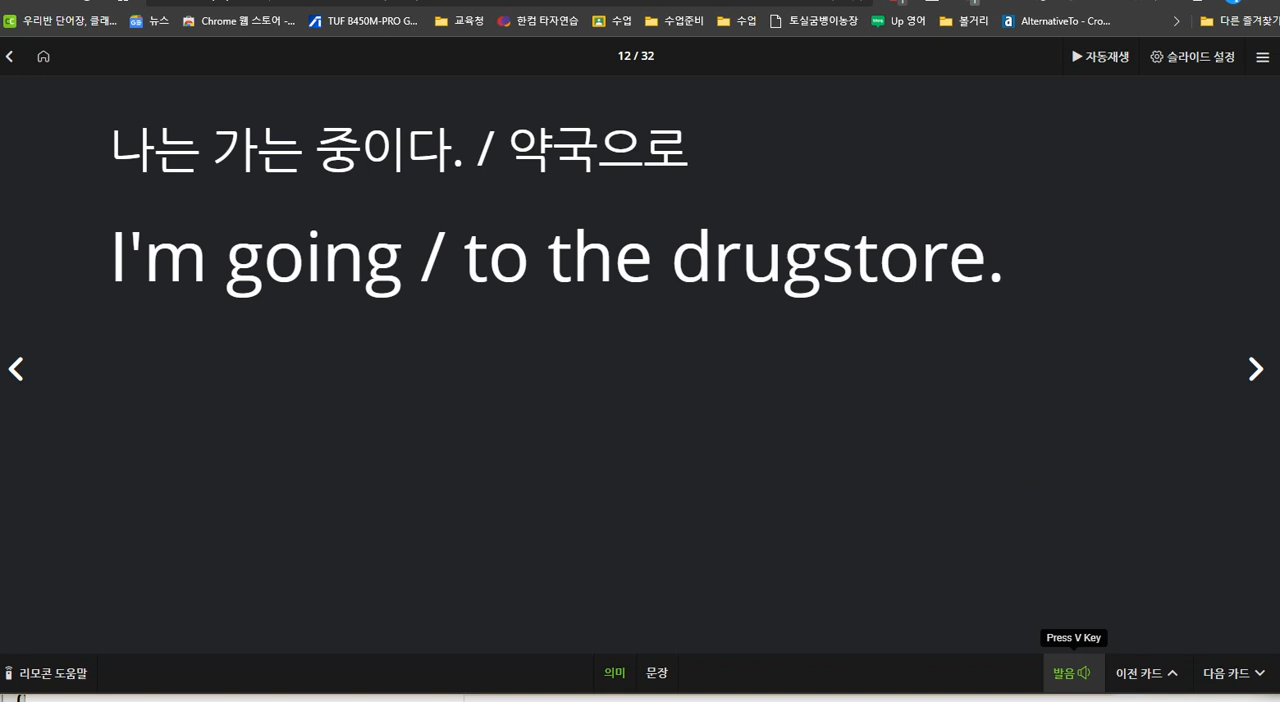 우리반 단어장, 클래... 뉴스 Chrome 웹 스토어 -... TUF B450M-PRO G... 교육청 한컴 타자연습 수업 수업준비 수업 토실굼벵이농장 Up 영어 볼거리 AlternativeTo - Cro... 다른 즐겨찾기
12 / 32 자동재생 슬라이드 설정
나는 가는 중이다. / 약국으로
I'm going / to the drugstore.
Press V Key
리모콘 도움말 의미 문장 발음 이전 카드 다음 카드